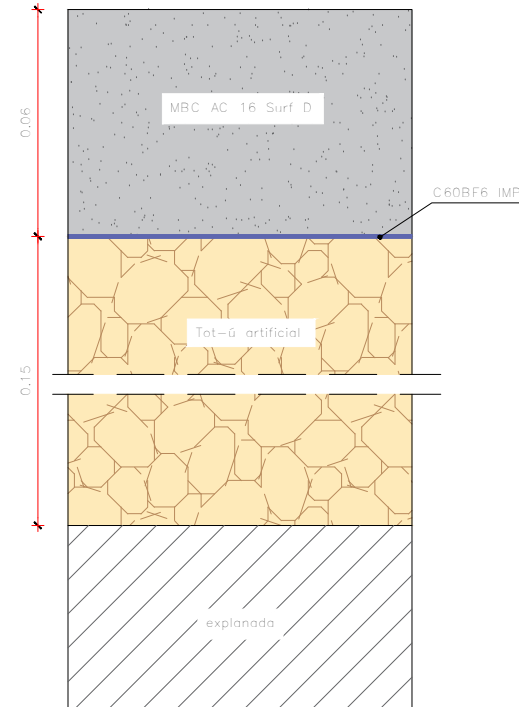 MBC AC 16 Surf D
0.06
C60BF6 IMP
Tot-ú artificial
0.15
explanada